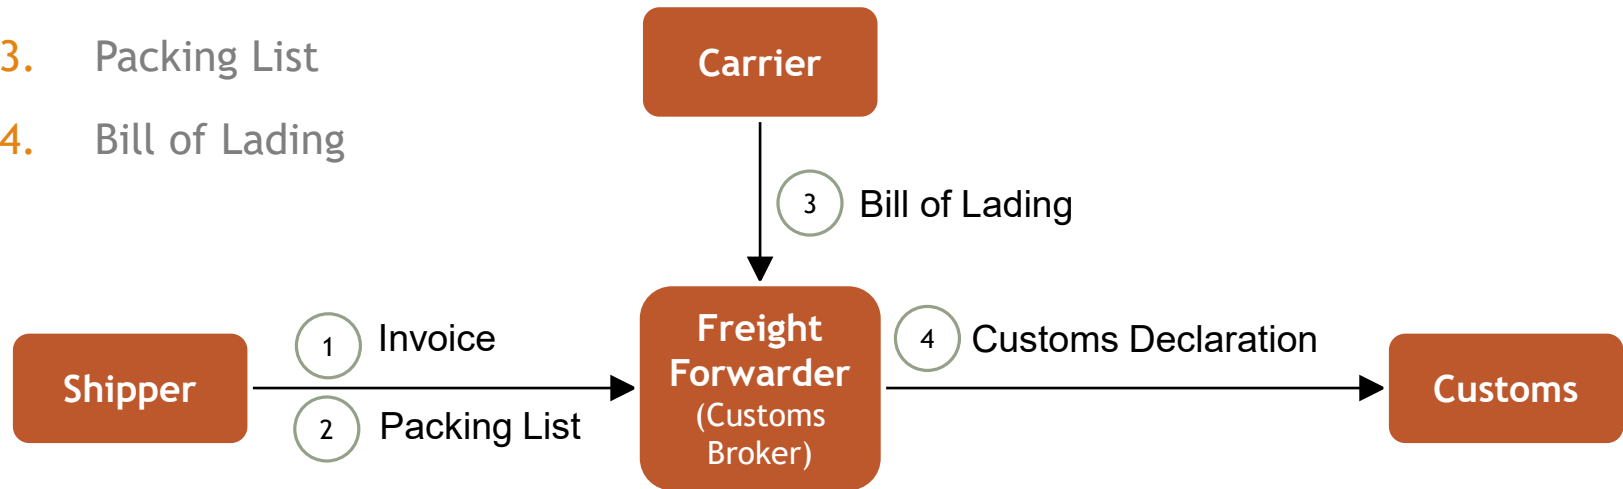 3. Packing List
4. Bill of Lading
Carrier
3 Bill of Lading
Shipper
1 Invoice
2 Packing List
Freight
Forwarder
(Customs
Broker)
4 Customs Declaration
Customs